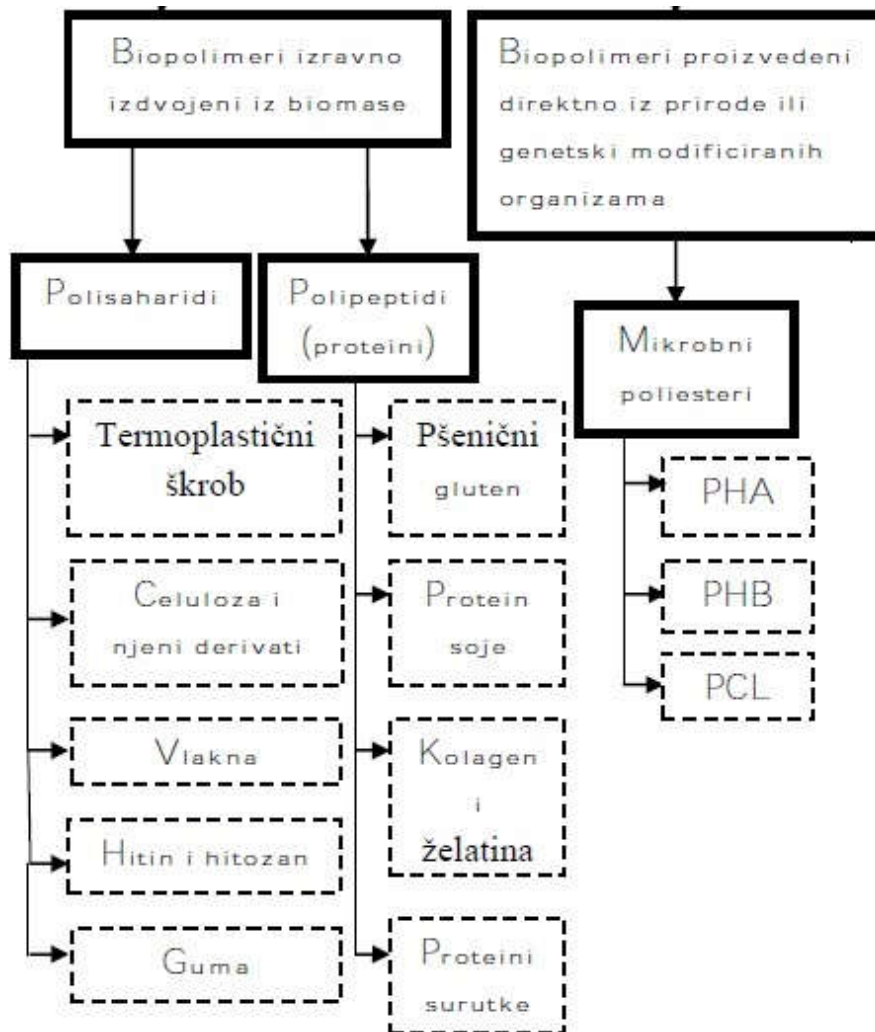 Biopolimeri izravno
izdvojeni iz biomase
Biopolimeri proizvedeni
direktno iz prirode ili
genetski modificiranih
organizama
Polisaharidi
Polipeptidi
(proteini)
Mikrobni
poliesteri
Termoplastični
škrob
Celuloza i
njeni derivati
Vlakna
Hitin i hitozan
Guma
Pšenični
gluten
Protein
soje
Kolagen
i
želatina
Proteini
surutke
PHA
PHB
PCL